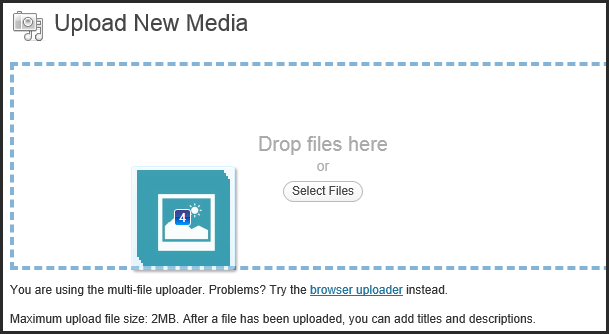 Upload New Media
Drop files here
or
Select Files
4
You are using the multi-file uploader. Problems? Try the browser uploader instead.
Maximum upload file size: 2MB. After a file has been uploaded, you can add titles and descriptions.